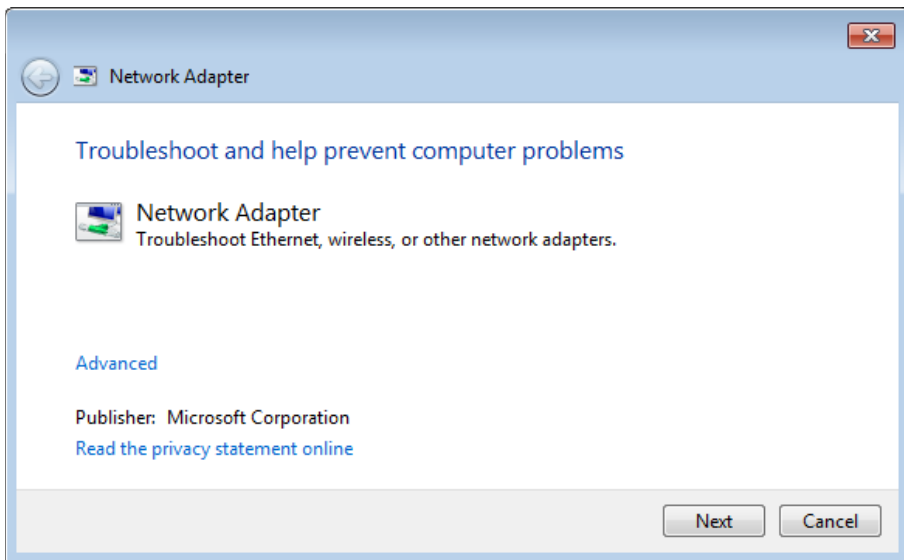 Network Adapter
Troubleshoot and help prevent computer problems
Network Adapter
Troubleshoot Ethernet, wireless, or other network adapters.
Advanced
Publisher:  Microsoft Corporation
Read the privacy statement online
Next Cancel